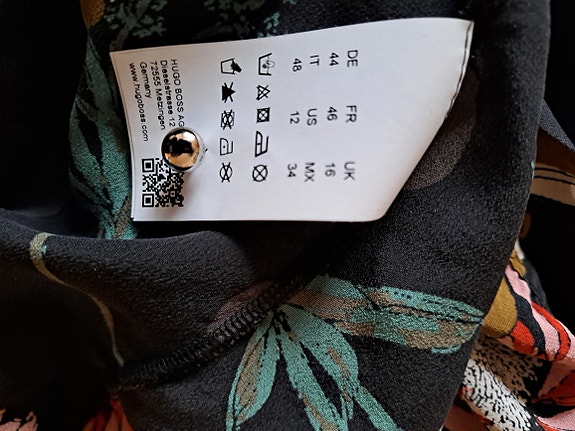 DE FR UK
44 46 16
IT US MX
48 12 34
HUGO BOSS AG
Dieselstrasse 12
72555 Metzingen
Germany
www.hugoboss.com